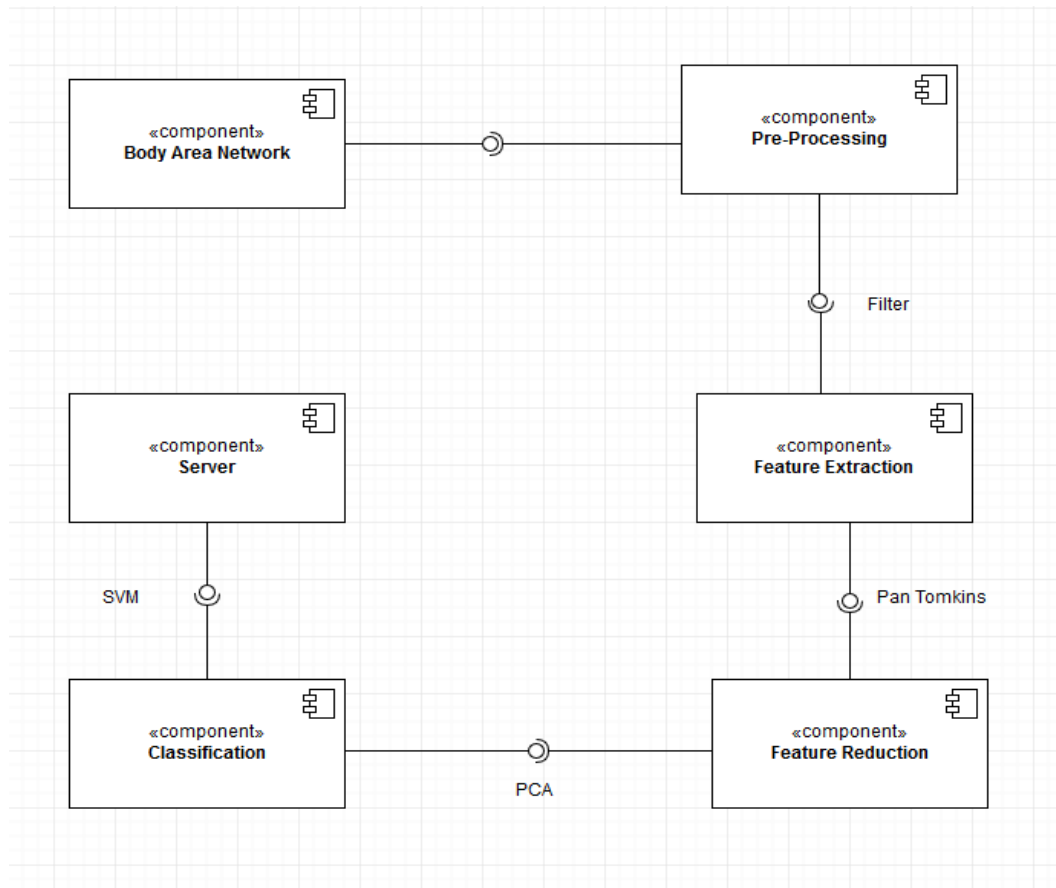 «component»
Body Area Network
«component»
Pre-Processing
Filter
«component»
Server
«component»
Feature Extraction
SVM
Pan Tomkins
«component»
Classification
«component»
Feature Reduction
PCA